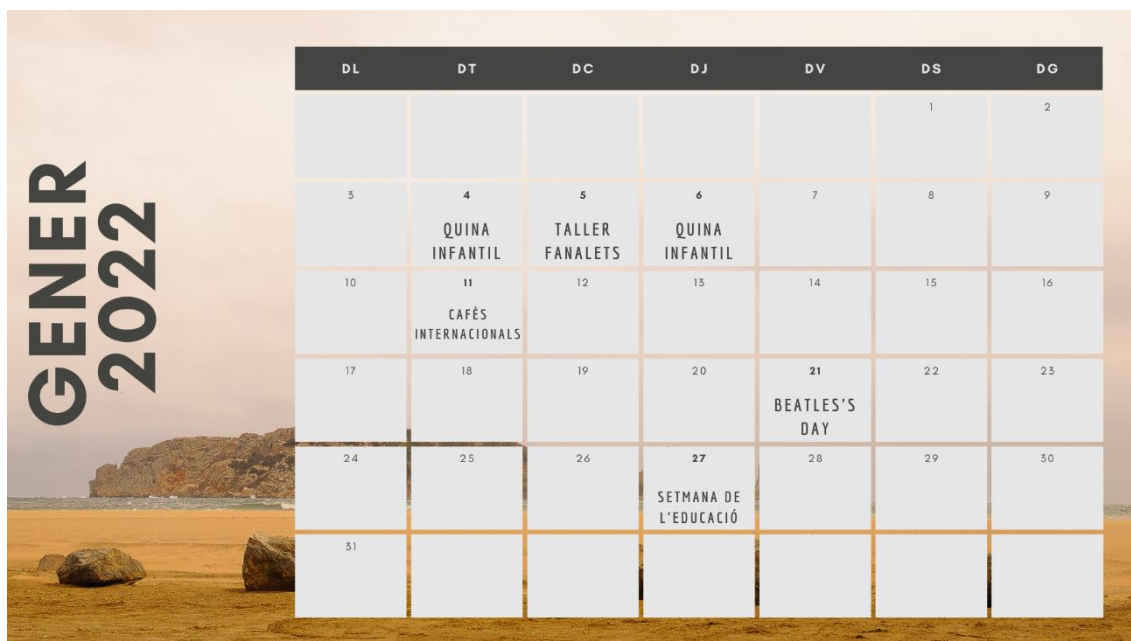 GENER
2022
DL DT DC DJ DV DS DG
1 2
3 4 5 6 7 8 9
QUINA TALLER QUINA
INFANTIL FANALETS INFANTIL
10 11 12 13 14 15 16
CAFÈS
INTERNACIONALS
17 18 19 20 21 22 23
BEATLES'S
DAY
24 25 26 27 28 29 30
SETMANA DE
L'EDUCACIÓ
31